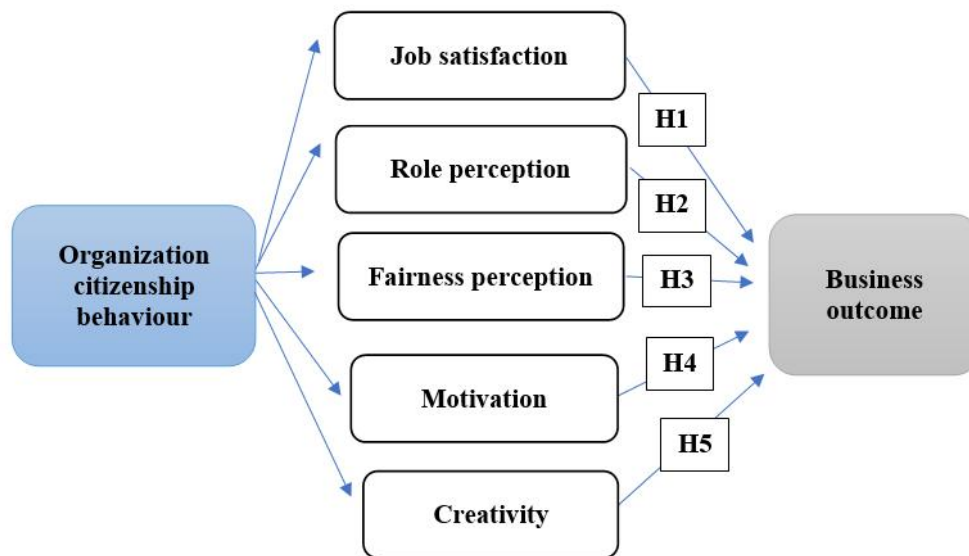 Job satisfaction
H1
Role perception
H2
Organization
citizenship
behaviour
Fairness perception
H3
Business
outcome
Motivation
H4
Creativity
H5